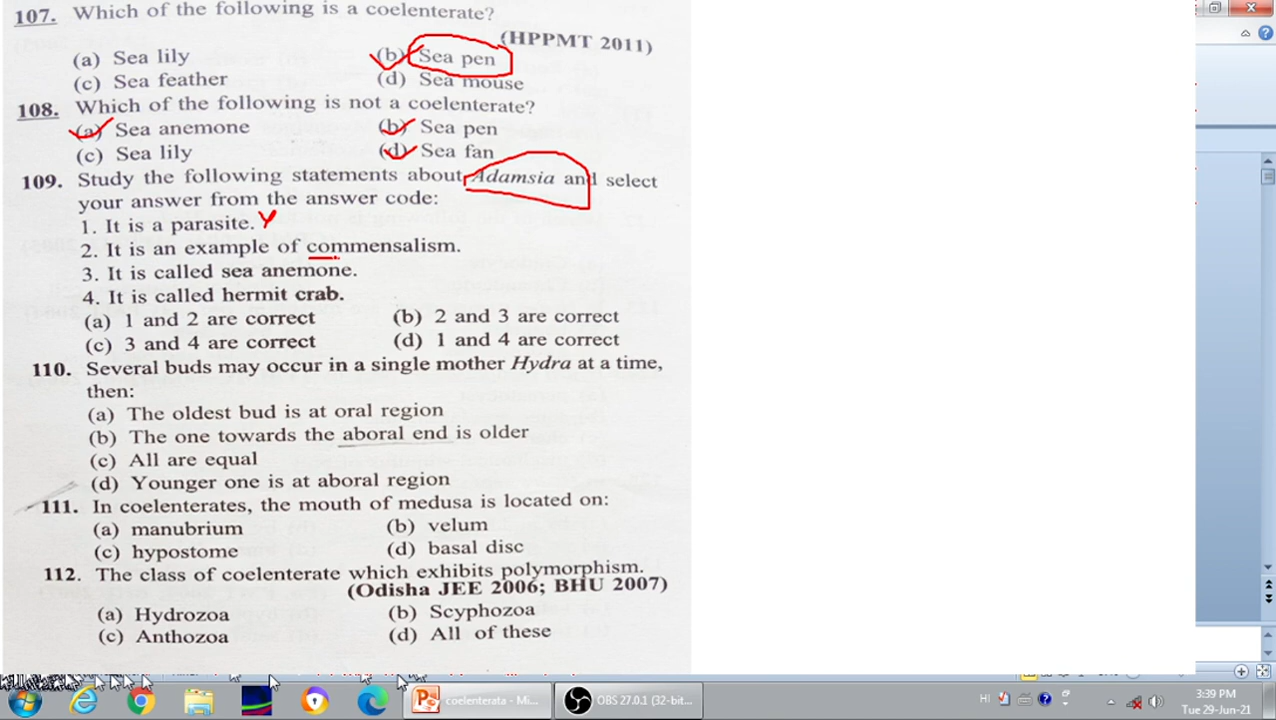 107. Which of the following is a coelenterate?
(HPPMT 2011)
(a) Sea lily (b) Sea pen
(c) Sea feather (d) Sea mouse
108. Which of the following is not a coelenterate?
(a) Sea anemone (b) Sea pen
(c) Sea lily (d) Sea fan
109. Study the following statements about Adamsia and select
your answer from the answer code:
1. It is a parasite.
2. It is an example of commensalism.
3. It is called sea anemone.
4. It is called hermit crab.
(a) 1 and 2 are correct (b) 2 and 3 are correct
(c) 3 and 4 are correct (d) 1 and 4 are correct
110. Several buds may occur in a single mother Hydra at a time,
then:
(a) The oldest bud is at oral region
(b) The one towards the aboral end is older
(c) All are equal
(d) Younger one is at aboral region
111. In coelenterates, the mouth of medusa is located on:
(a) manubrium (b) velum
(c) hypostome (d) basal disc
112. The class of coelenterate which exhibits polymorphism.
(Odisha JEE 2006; BHU 2007)
(a) Hydrozoa (b) Scyphozoa
(c) Anthozoa (d) All of these
coelenterata - Mi... OBS 27.0.1 (32-bit... Hi 3:39 PM
Tue 29-Jun-21